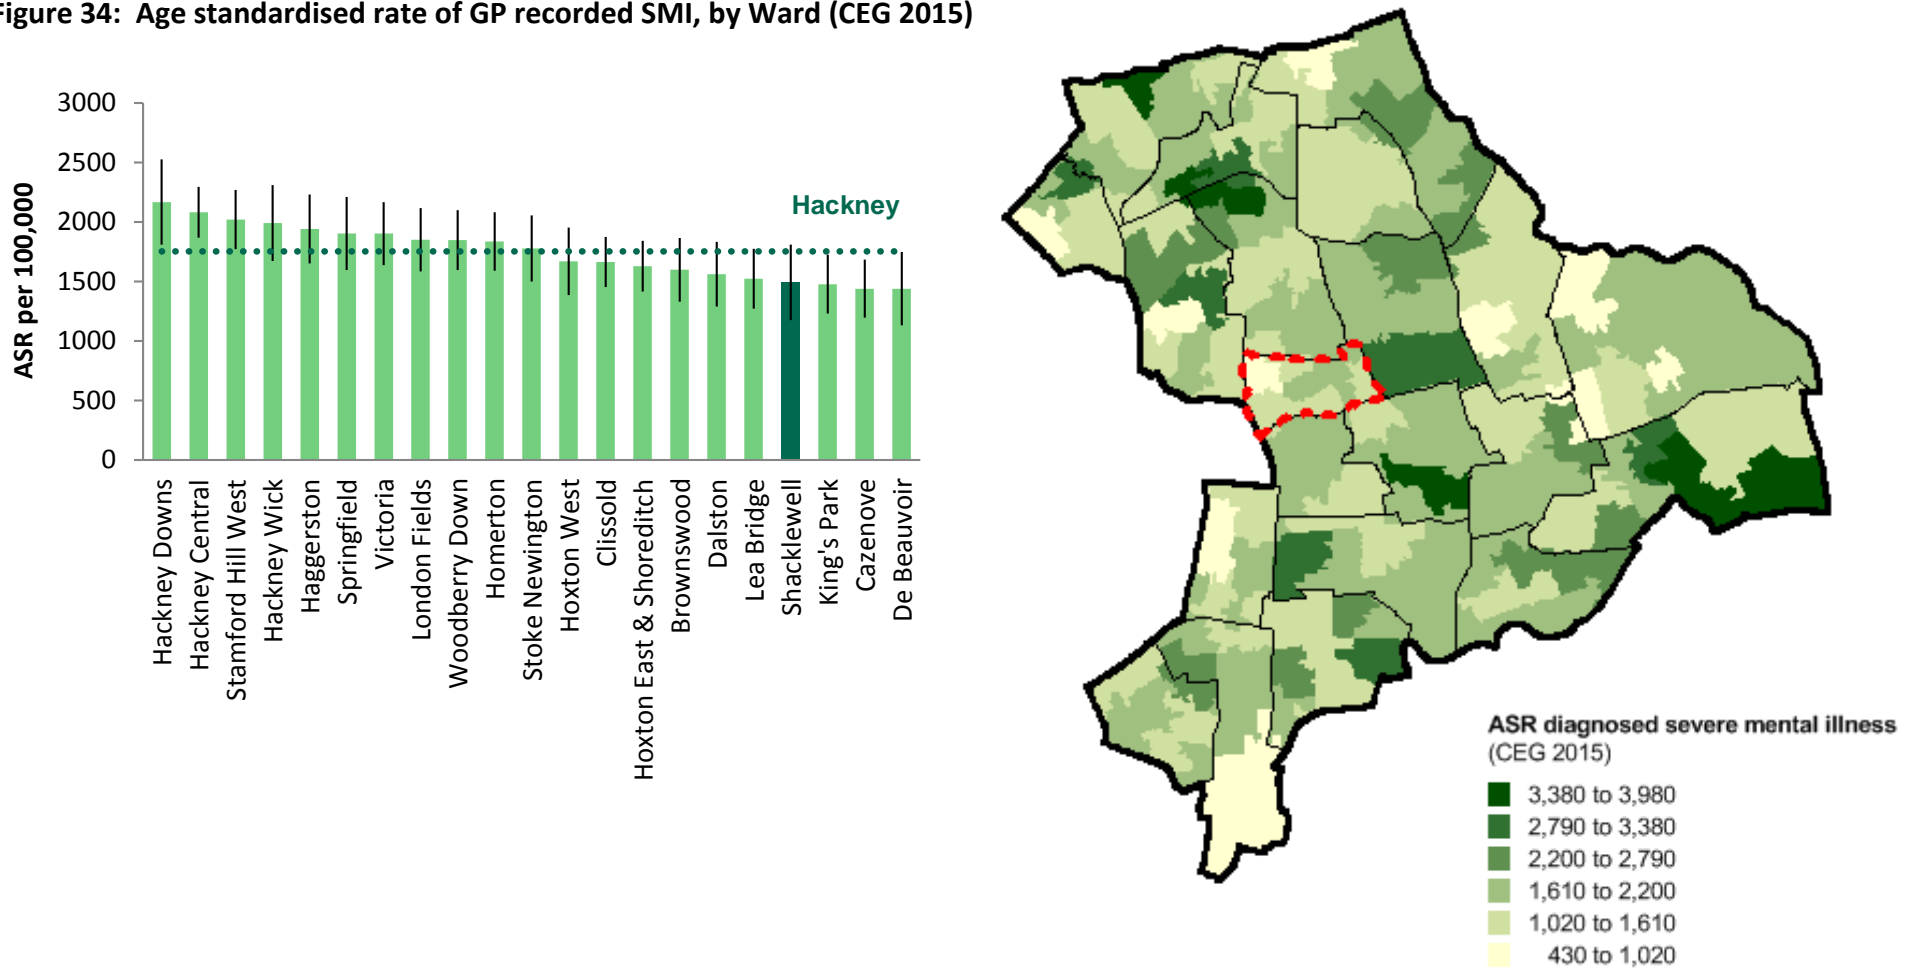 Figure 34:  Age standardised rate of GP recorded SMI, by Ward (CEG 2015)
ASR per 100,000
3000
2500
2000
1500
1000
500
0
Hackney
Hackney Downs
Hackney Central
Stamford Hill West
Hackney Wick
Haggerston
Springfield
Victoria
London Fields
Woodberry Down
Homerton
Stoke Newington
Hoxton West
Clissold
Hoxton East & Shoreditch
Brownswood
Dalston
Lea Bridge
Shacklewell
King's Park
Cazenove
De Beauvoir
ASR diagnosed severe mental illness
(CEG 2015)
3,380 to 3,980
2,790 to 3,380
2,200 to 2,790
1,610 to 2,200
1,020 to 1,610
430 to 1,020